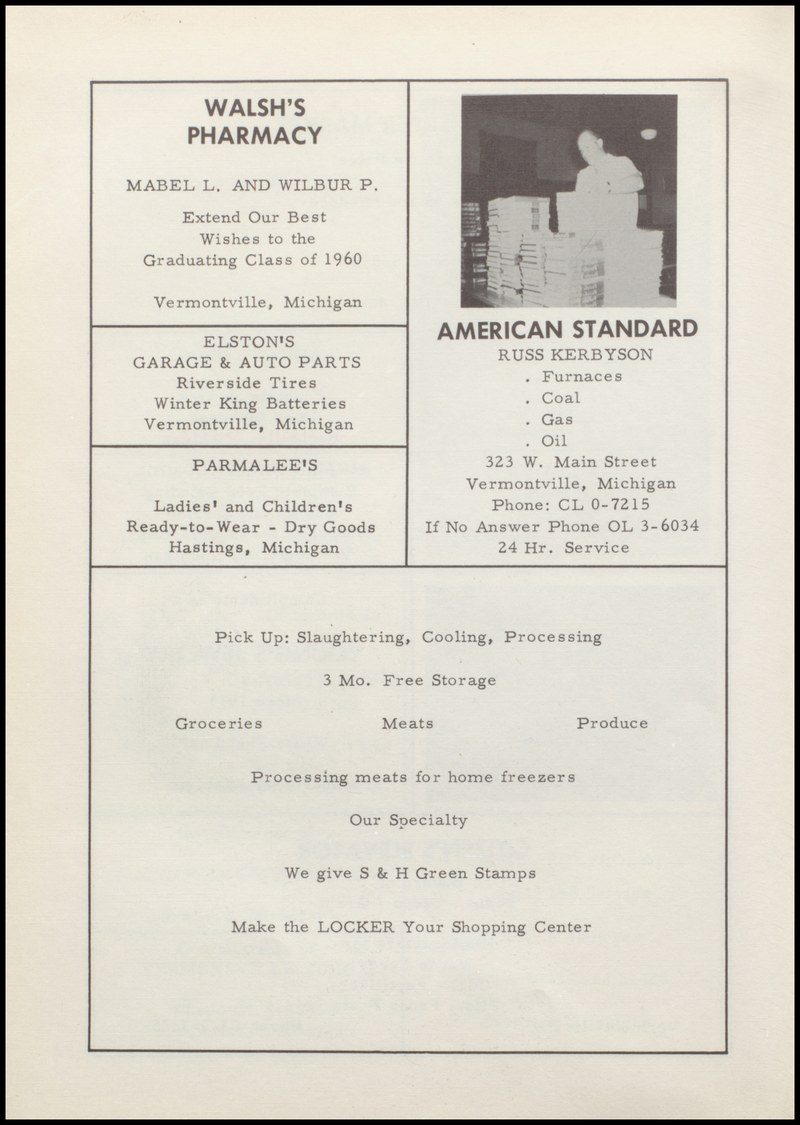 WALSH'S
PHARMACY
MABEL L. AND WILBUR P.
Extend Our Best
Wishes to the
Graduating Class of 1960
Vermontville, Michigan
ELSTON'S
GARAGE & AUTO PARTS
Riverside Tires
Winter King Batteries
Vermontville, Michigan
PARMALEE'S
Ladies' and Children's
Ready-to-Wear - Dry Goods
Hastings, Michigan
AMERICAN STANDARD
RUSS KERBYSON
. Furnaces
. Coal
. Gas
. Oil
323 W. Main Street
Vermontville, Michigan
Phone: CL 0-7215
If No Answer Phone OL 3-6034
24 Hr. Service
Pick Up: Slaughtering, Cooling, Processing
3 Mo. Free Storage
Groceries Meats Produce
Processing meats for home freezers
Our Specialty
We give S & H Green Stamps
Make the LOCKER Your Shopping Center